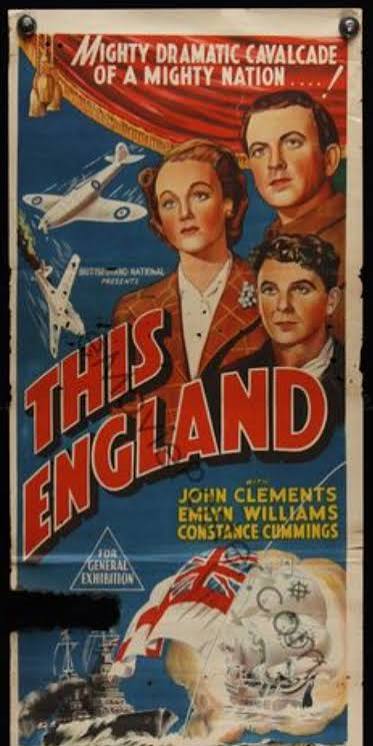 MIGHTY DRAMATIC CAVALCADE
OF A MIGHTY NATION....!
BRITISH AND NATIONAL
PRESENTS
THIS
ENGLAND
WITH
JOHN CLEMENTS
EMLYN WILLIAMS
CONSTANCE CUMMINGS
FOR
GENERAL
EXHIBITION
COPY